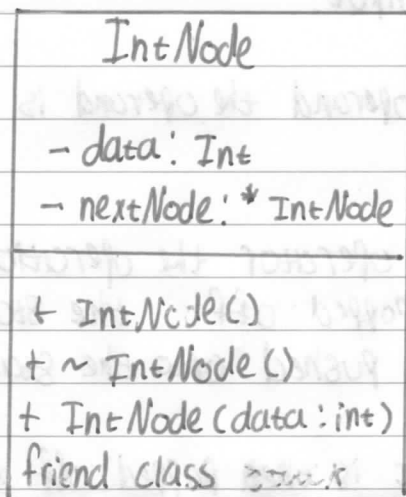 IntNode
- data: Int
- nextNode: * IntNode
+ IntNode()
+ ~ IntNode()
+ IntNode (data: int)
friend class